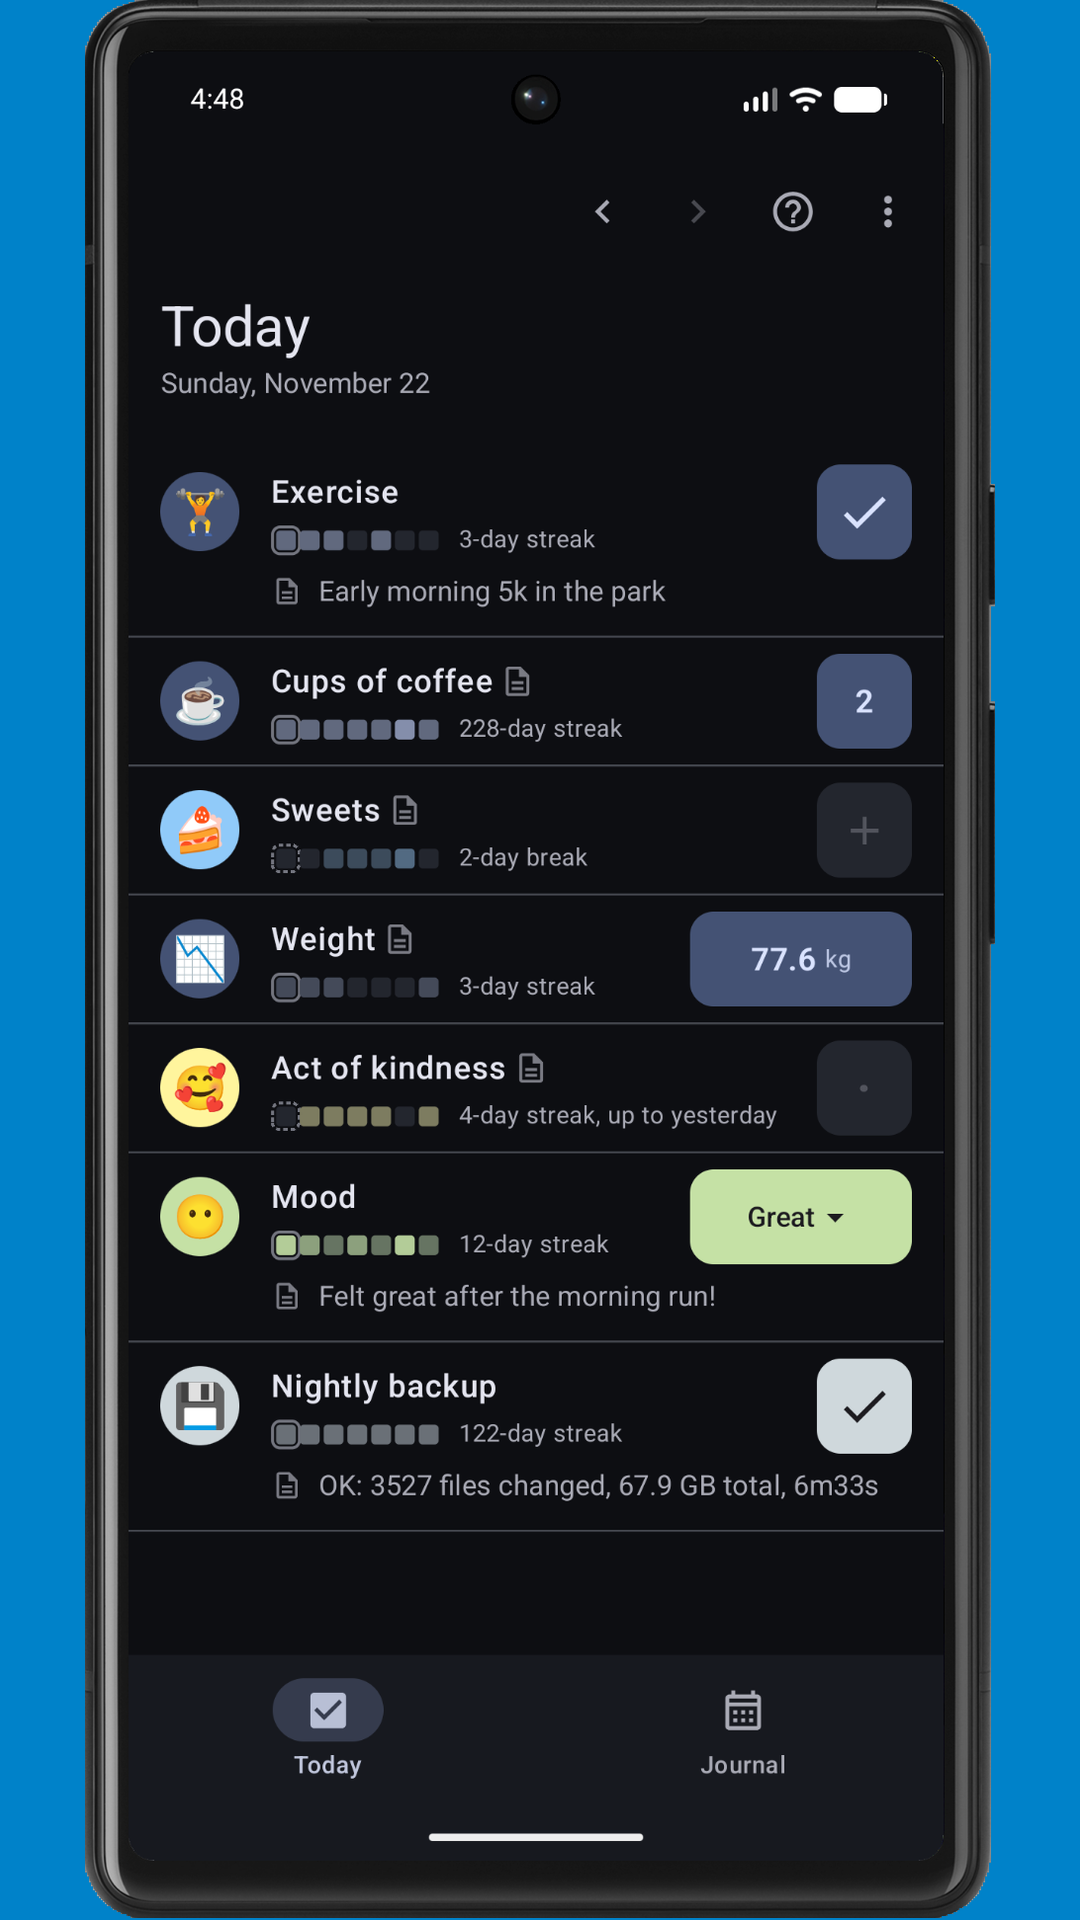 4:48
Today
Sunday, November 22
Exercise
3-day streak
Early morning 5k in the park
Cups of coffee
2
228-day streak
Sweets
+
2-day break
Weight
77.6 kg
3-day streak
Act of kindness
4-day streak, up to yesterday
Mood
Great
12-day streak
Felt great after the morning run!
Nightly backup
122-day streak
OK: 3527 files changed, 67.9 GB total, 6m33s
Today
Journal